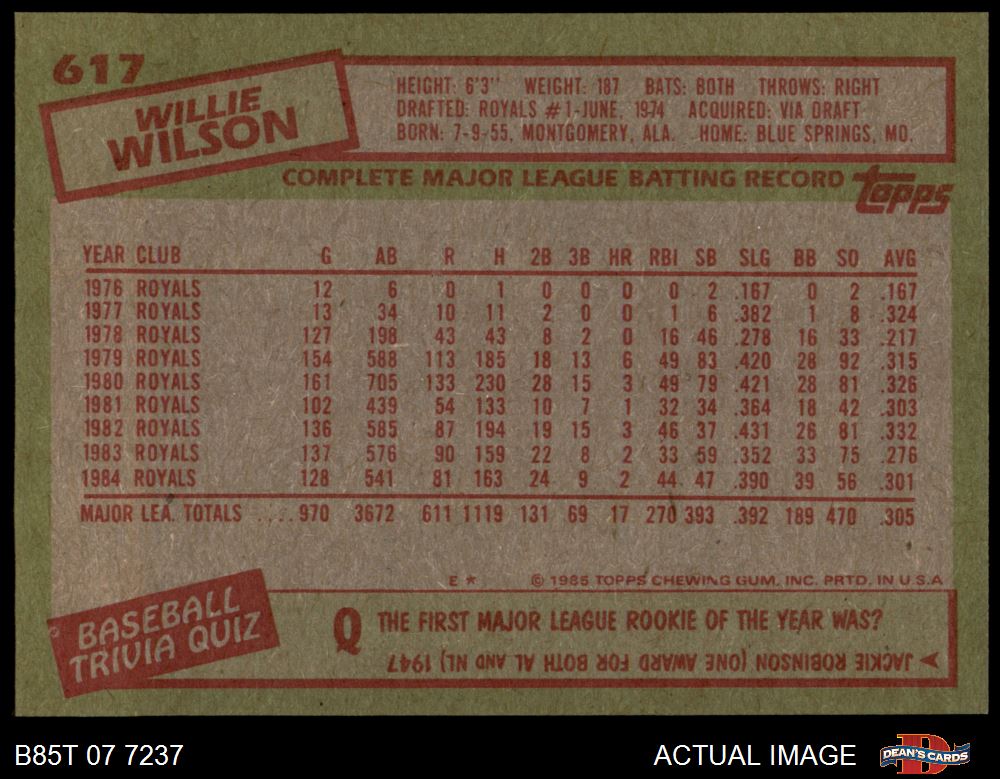 617
WILLIE
WILSON
HEIGHT: 6'3" WEIGHT: 187 BATS: BOTH THROWS: RIGHT
DRAFTED: ROYALS #1-JUNE, 1974 ACQUIRED: VIA DRAFT
BORN: 7-9-55, MONTGOMERY, ALA. HOME: BLUE SPRINGS, MO.
COMPLETE MAJOR LEAGUE BATTING RECORD
topps
YEAR CLUB G AB R H 2B 3B HR RBI SB SLG BB SO AVG
1976 ROYALS 12 6 0 1 0 0 0 0 2 .167 0 2 .167
1977 ROYALS 13 34 10 11 2 0 0 1 6 .382 1 8 .324
1978 ROYALS 127 198 43 43 8 2 0 16 46 .278 16 33 .217
1979 ROYALS 154 588 113 185 18 13 6 49 83 .420 28 92 .315
1980 ROYALS 161 705 133 230 28 15 3 49 79 .421 28 81 .326
1981 ROYALS 102 439 54 133 10 7 1 32 34 .364 18 42 .303
1982 ROYALS 136 585 87 194 19 15 3 46 37 .431 26 81 .332
1983 ROYALS 137 576 90 159 22 8 2 33 59 .352 33 75 .276
1984 ROYALS 128 541 81 163 24 9 2 44 47 .390 39 56 .301
MAJOR LEA. TOTALS .... 970 3672 611 1119 131 69 17 270 393 .392 189 470 .305
E * © 1985 TOPPS CHEWING GUM, INC. PRTD. IN U.S.A
BASEBALL
TRIVIA QUIZ
Q THE FIRST MAJOR LEAGUE ROOKIE OF THE YEAR WAS?
JACKIE ROBINSON (ONE AWARD FOR BOTH AL AND NL) 1947
B85T 07 7237
ACTUAL IMAGE
DEAN'S CARDS